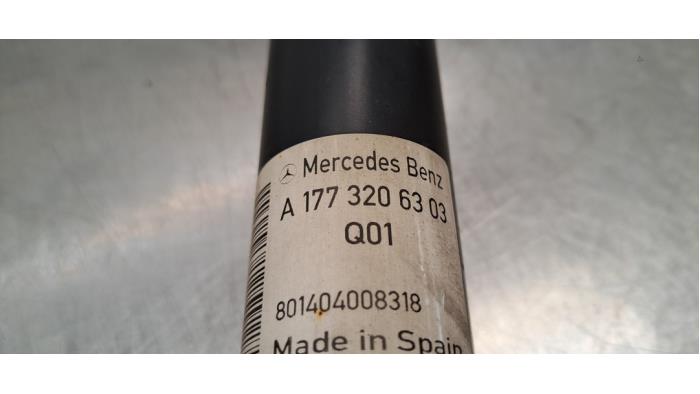 Mercedes Benz
A 177 320 63 03
Q01
801404008318
Made in Spain